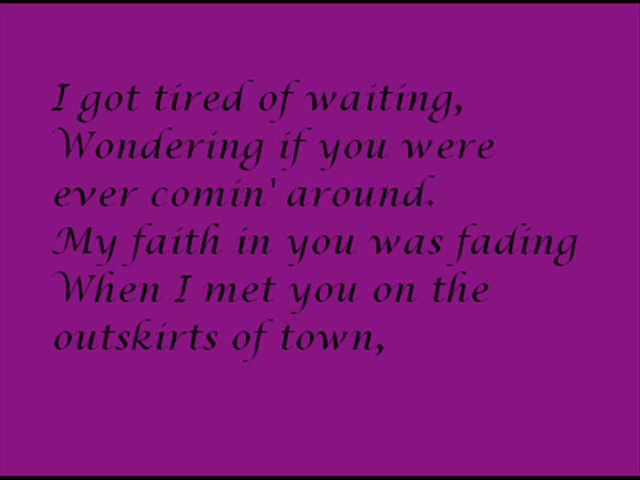 I got tired of waiting,
Wondering if you were
ever comin' around.
My faith in you was fading
When I met you on the
outskirts of town,